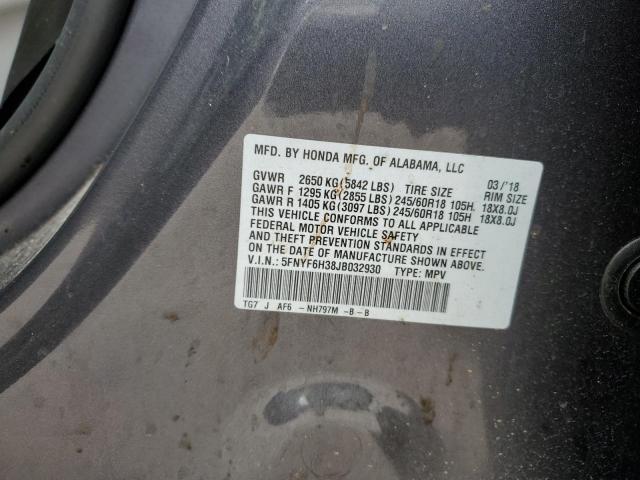 MFD. BY HONDA MFG. OF ALABAMA, LLC
03/'18
GVWR 2650 KG (5842 LBS) TIRE SIZE RIM SIZE
GAWR F 1295 KG (2855 LBS) 245/60R18 105H. 18X8.0J
GAWR R 1405 KG (3097 LBS) 245/60R18 105H 18X8.0J
THIS VEHICLE CONFORMS TO ALL APPLICABLE
FEDERAL MOTOR VEHICLE SAFETY
AND THEFT PREVENTION STANDARDS IN EFFECT
ON THE DATE OF MANUFACTURE SHOWN ABOVE.
V.I.N.: 5FNYF6H38JB032930 TYPE: MPV
TG7 J AF6 -NH797M -B-B